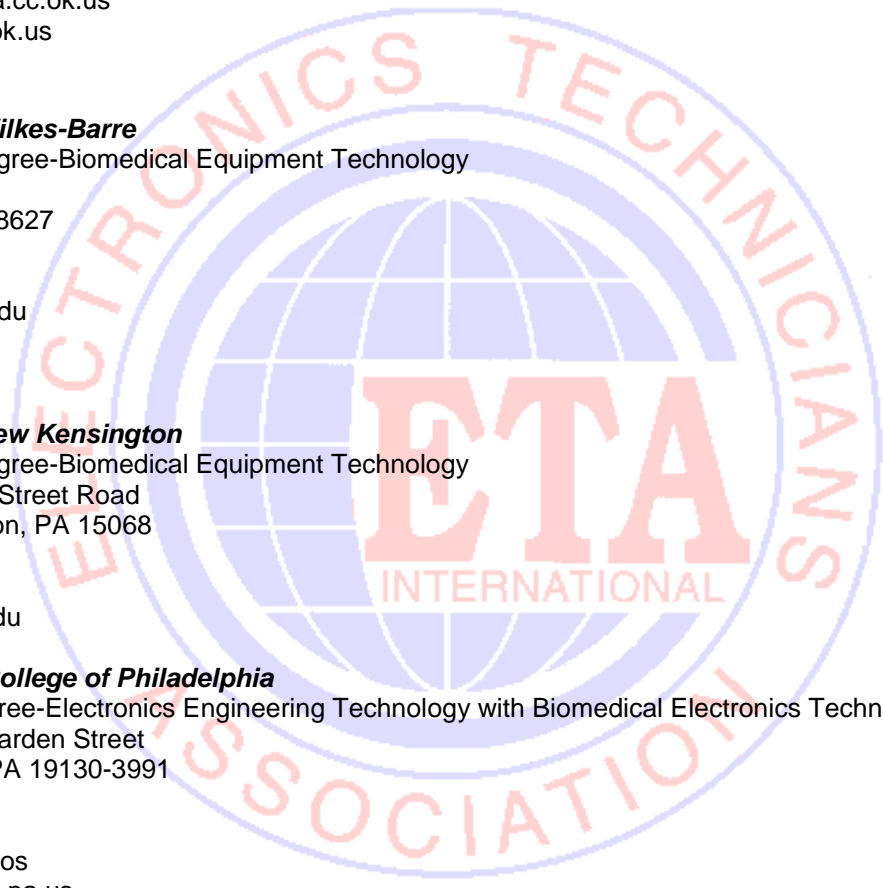 a.cc.ok.us
ok.us
ilkes-Barre
gree-Biomedical Equipment Technology
8627
du
ew Kensington
gree-Biomedical Equipment Technology
Street Road
on, PA 15068
du
ollege of Philadelphia
ree-Electronics Engineering Technology with Biomedical Electronics Techn
arden Street
PA 19130-3991
os
ELECTRONICS TECHNICIANS
ETA
INTERNATIONAL
ASSOCIATION